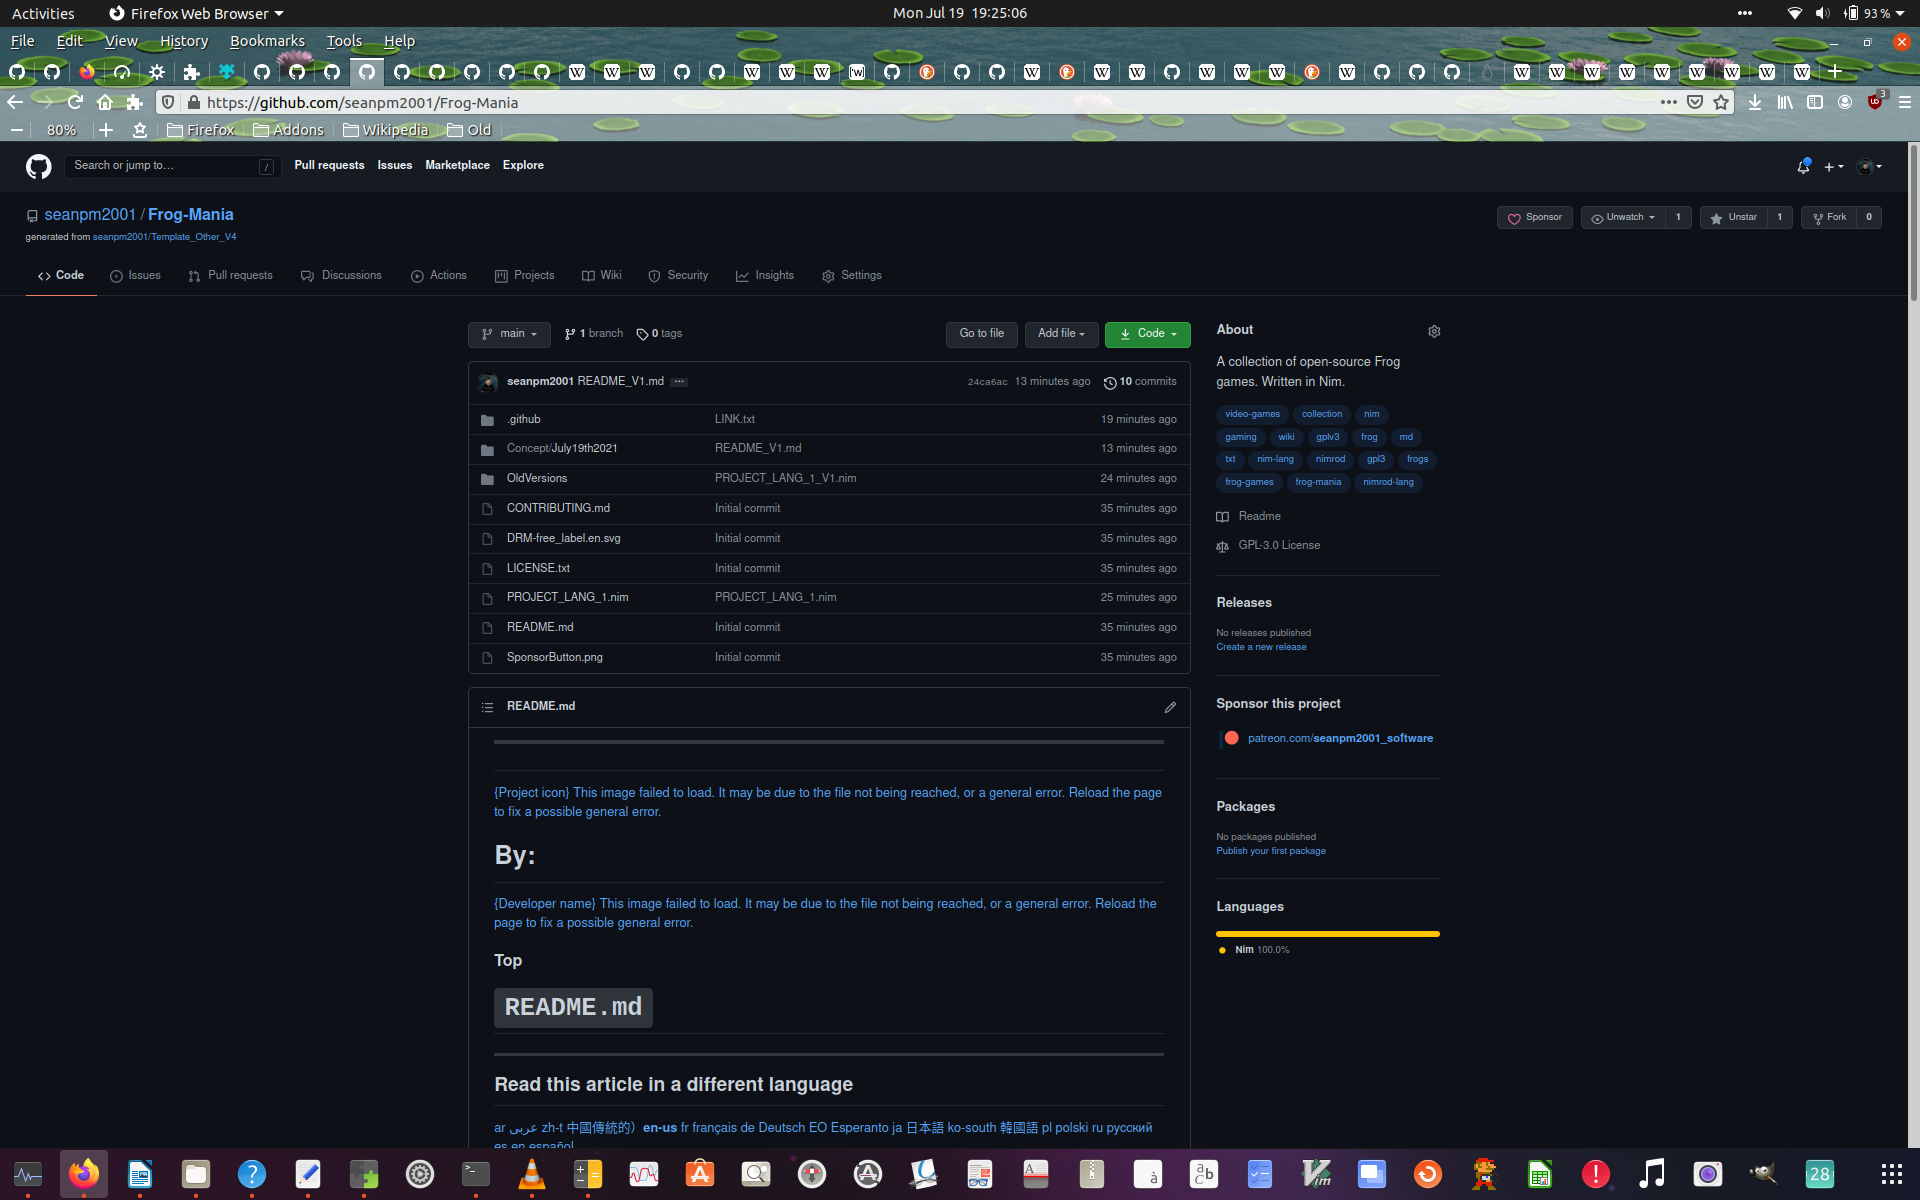 Activities Firefox Web Browser Mon Jul 19 19:25:06 93 %
File Edit View History Bookmarks Tools Help
https://github.com/seanpm2001/Frog-Mania 3
80% Firefox Addons Wikipedia Old
Search or jump to… / Pull requests Issues Marketplace Explore
seanpm2001 / Frog-Mania Sponsor Unwatch 1 Unstar 1 Fork 0
generated from seanpm2001/Template_Other_V4
Code Issues Pull requests Discussions Actions Projects Wiki Security Insights Settings
main 1 branch 0 tags Go to file Add file Code
seanpm2001 README_V1.md ... 24ca6ac 13 minutes ago 10 commits
.github LINK.txt 19 minutes ago
Concept/July19th2021 README_V1.md 13 minutes ago
OldVersions PROJECT_LANG_1_V1.nim 24 minutes ago
CONTRIBUTING.md Initial commit 35 minutes ago
DRM-free_label.en.svg Initial commit 35 minutes ago
LICENSE.txt Initial commit 35 minutes ago
PROJECT_LANG_1.nim PROJECT_LANG_1.nim 25 minutes ago
README.md Initial commit 35 minutes ago
SponsorButton.png Initial commit 35 minutes ago
README.md
{Project icon} This image failed to load. It may be due to the file not being reached, or a general error. Reload the page
to fix a possible general error.
By:
{Developer name} This image failed to load. It may be due to the file not being reached, or a general error. Reload the
page to fix a possible general error.
Top
README.md
Read this article in a different language
ar عربى zh-t 中國傳統的） en-us fr français de Deutsch EO Esperanto ja 日本語 ko-south 韓國語 pl polski ru русский
es en español
About
A collection of open-source Frog
games. Written in Nim.
video-games collection nim
gaming wiki gplv3 frog md
txt nim-lang nimrod gpl3 frogs
frog-games frog-mania nimrod-lang
Readme
GPL-3.0 License
Releases
No releases published
Create a new release
Sponsor this project
patreon.com/seanpm2001_software
Packages
No packages published
Publish your first package
Languages
Nim 100.0%
28